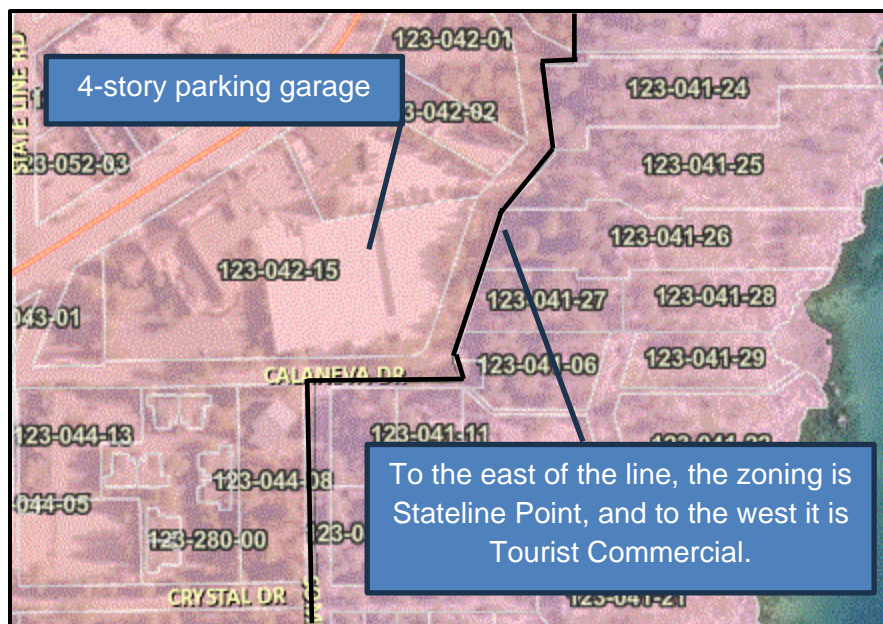 STATE LINE RD
123-042-01
4-story parking garage
123-041-24
3-042-02
23-052-03
123-041-25
123-041-26
123-042-15
123-041-27
123-041-28
043-01
123-041-06
123-041-29
CALANEVA DR
123-044-13
123-041-11
123-044-08
-044-05
To the east of the line, the zoning is
Stateline Point, and to the west it is
Tourist Commercial.
123-280-00
CRYSTAL DR
123-041-21